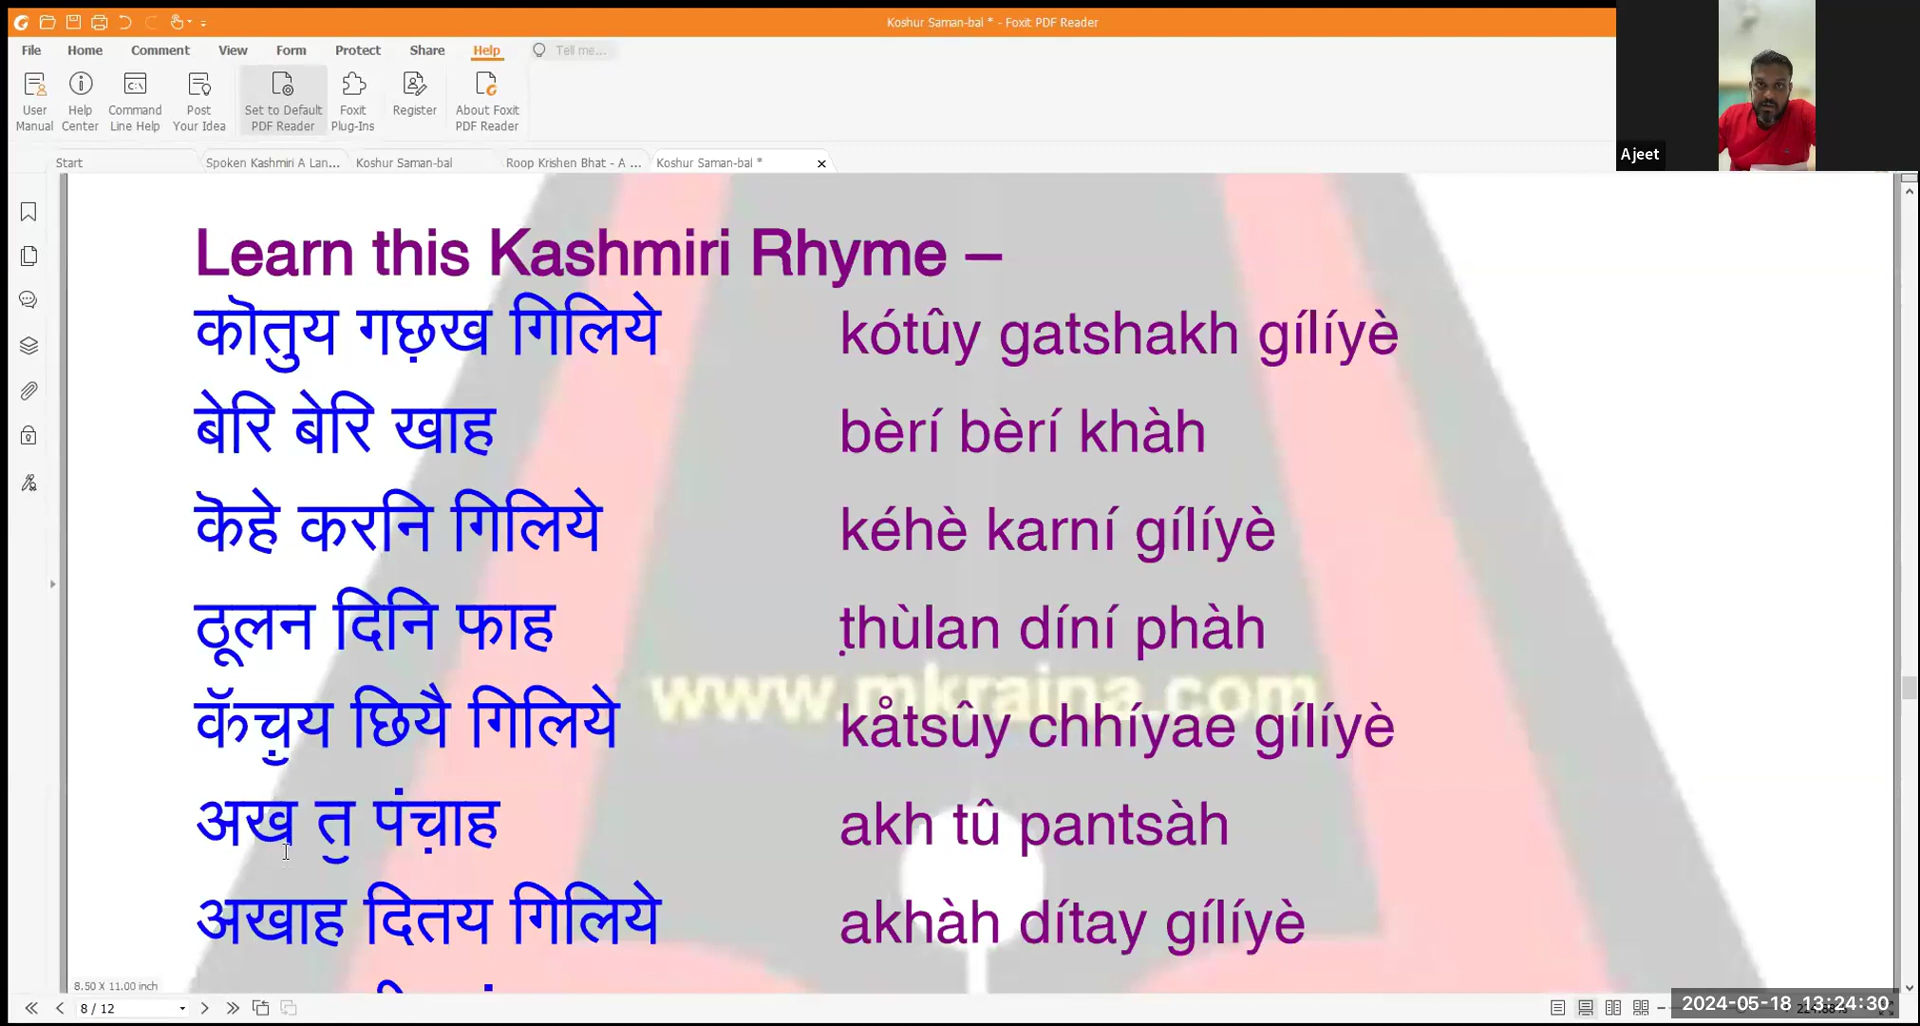 Koshur Saman-bal * - Foxit PDF Reader
File Home Comment View Form Protect Share Help Tell me...
User Manual
Help Center
Command Line Help
Post Your Idea
Set to Default PDF Reader
Foxit Plug-Ins
Register
About Foxit PDF Reader
Ajeet
Start Spoken Kashmiri A Lan... Koshur Saman-bal Roop Krishen Bhat - A ... Koshur Saman-bal *
Learn this Kashmiri Rhyme –
कॊतुय गछ़ख गिलिये kótûy gatshakh gílíyè
बेरि बेरि खाह bèrí bèrí khàh
कॆहे करनि गिलिये kéhè karní gílíyè
ठूलन दिनि फाह ṭhùlan díní phàh
www.mkraina.com
कॅच़ॖय छियै गिलिये kåtsûy chhíyae gílíyè
अख तॖ पंच़ाह akh tû pantsàh
अखाह दितय गिलिये akhàh dítay gílíyè
8.50 X 11.00 inch
8 / 12
2024-05-18 13:24:30